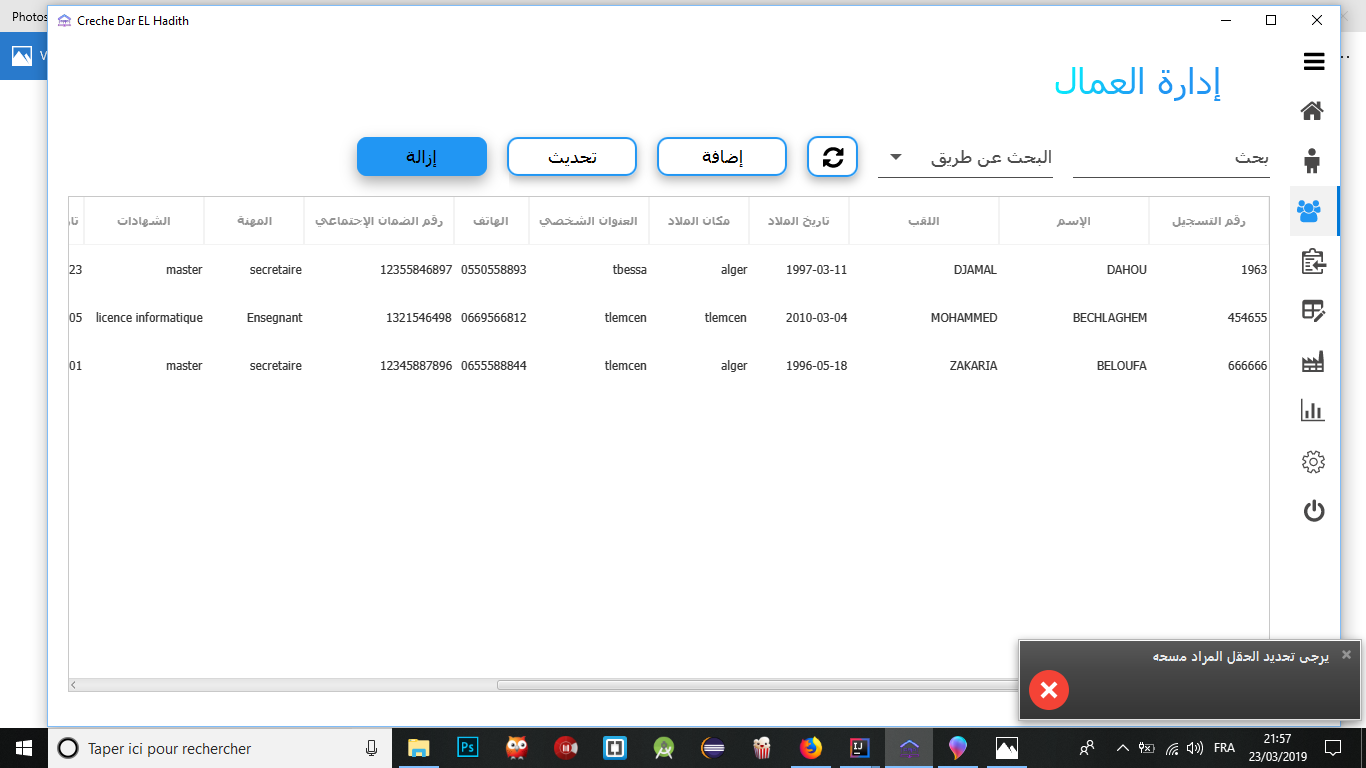 Photos
Creche Dar EL Hadith
إدارة العمال
بحث
البحث عن طريق
إضافة
تحديث
إزالة
رقم التسجيل الإسم اللقب تاريخ الملاد مكان الملاد العنوان الشخصي الهاتف رقم الضمان الإجتماعي المهنة الشهادات تار
1963 DAHOU DJAMAL 1997-03-11 alger tbessa 0550558893 12355846897 secretaire master 23
454655 BECHLAGHEM MOHAMMED 2010-03-04 tlemcen tlemcen 0669566812 1321546498 Ensegnant licence informatique 05
666666 BELOUFA ZAKARIA 1996-05-18 alger tlemcen 0655588844 12345887896 secretaire master 01
يرجى تحديد الحقل المراد مسحه
Taper ici pour rechercher
Ps
IJ
FRA
21:57
23/03/2019